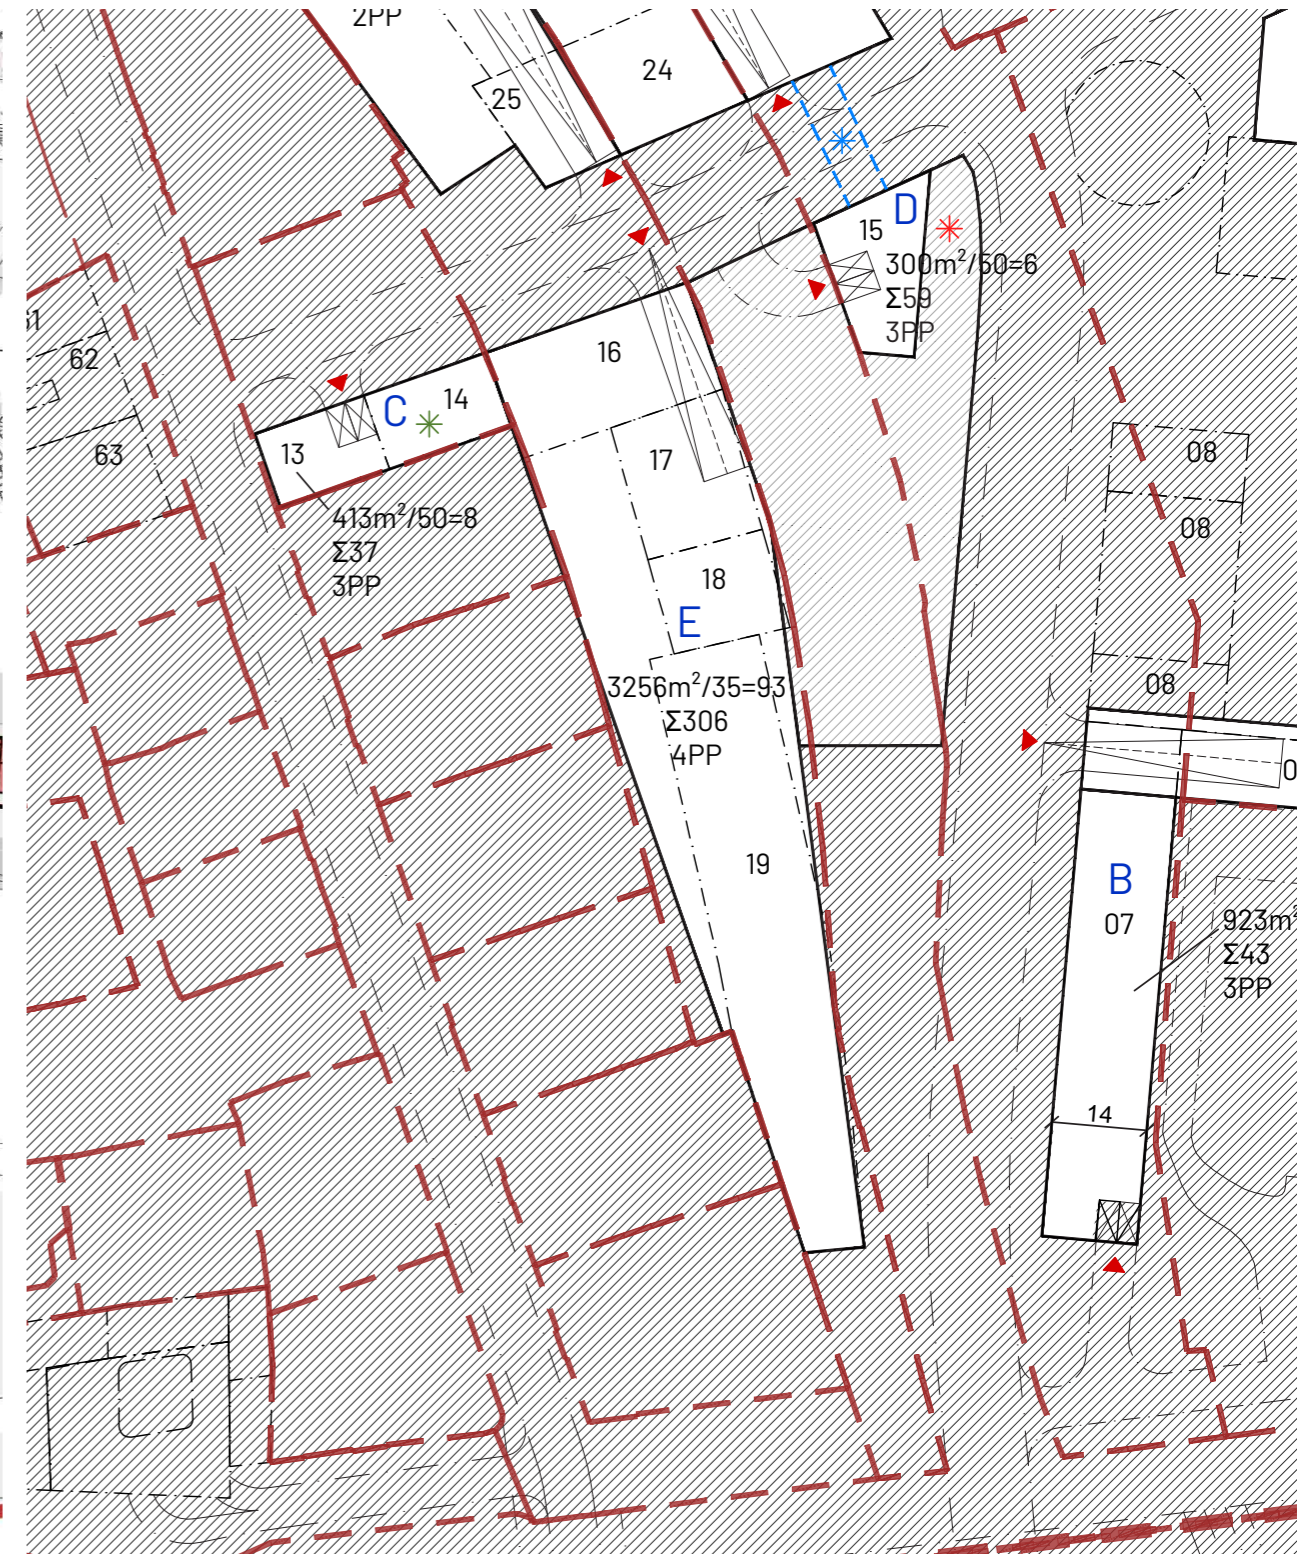 2PP
25
24
D
15
300m²/50=6
Σ59
3PP
62
63
16
C
14
13
413m²/50=8
Σ37
3PP
17
18
E
3256m²/35=93
Σ306
4PP
19
08
08
08
B
07
923m²
Σ43
3PP
14